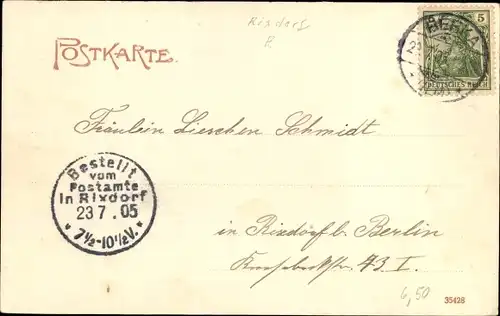 Rixdorf
POSTKARTE.
5
BERKA
DEUTSCHES REICH
Fräulein Lieschen Schmidt
Bestellt
vom
Postamte
in Rixdorf
23 7. 05
* 7½-10½V. *
in Rixdorf b. Berlin
43 I.
6,50
35428